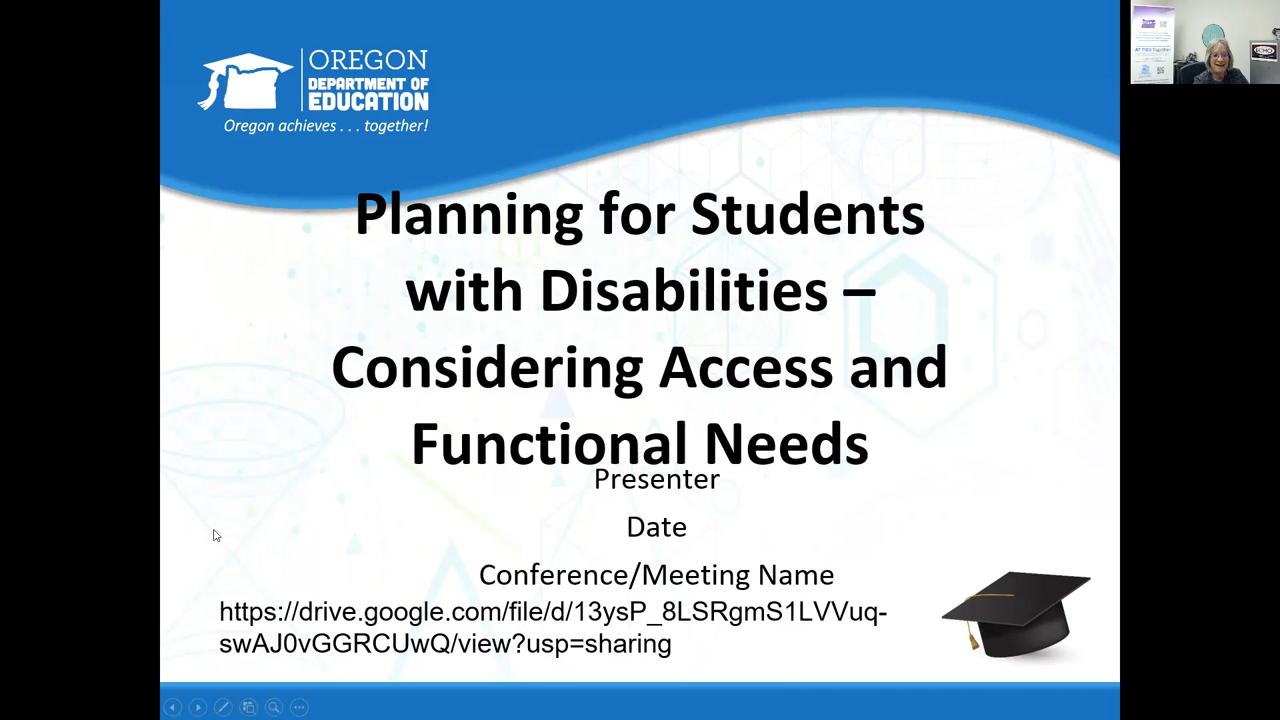 OREGON
DEPARTMENT OF
EDUCATION
Oregon achieves . . . together!
Planning for Students
with Disabilities –
Considering Access and
Functional Needs
Presenter
Date
Conference/Meeting Name
https://drive.google.com/file/d/13ysP_8LSRgmS1LVVuq-
swAJ0vGGRCUwQ/view?usp=sharing